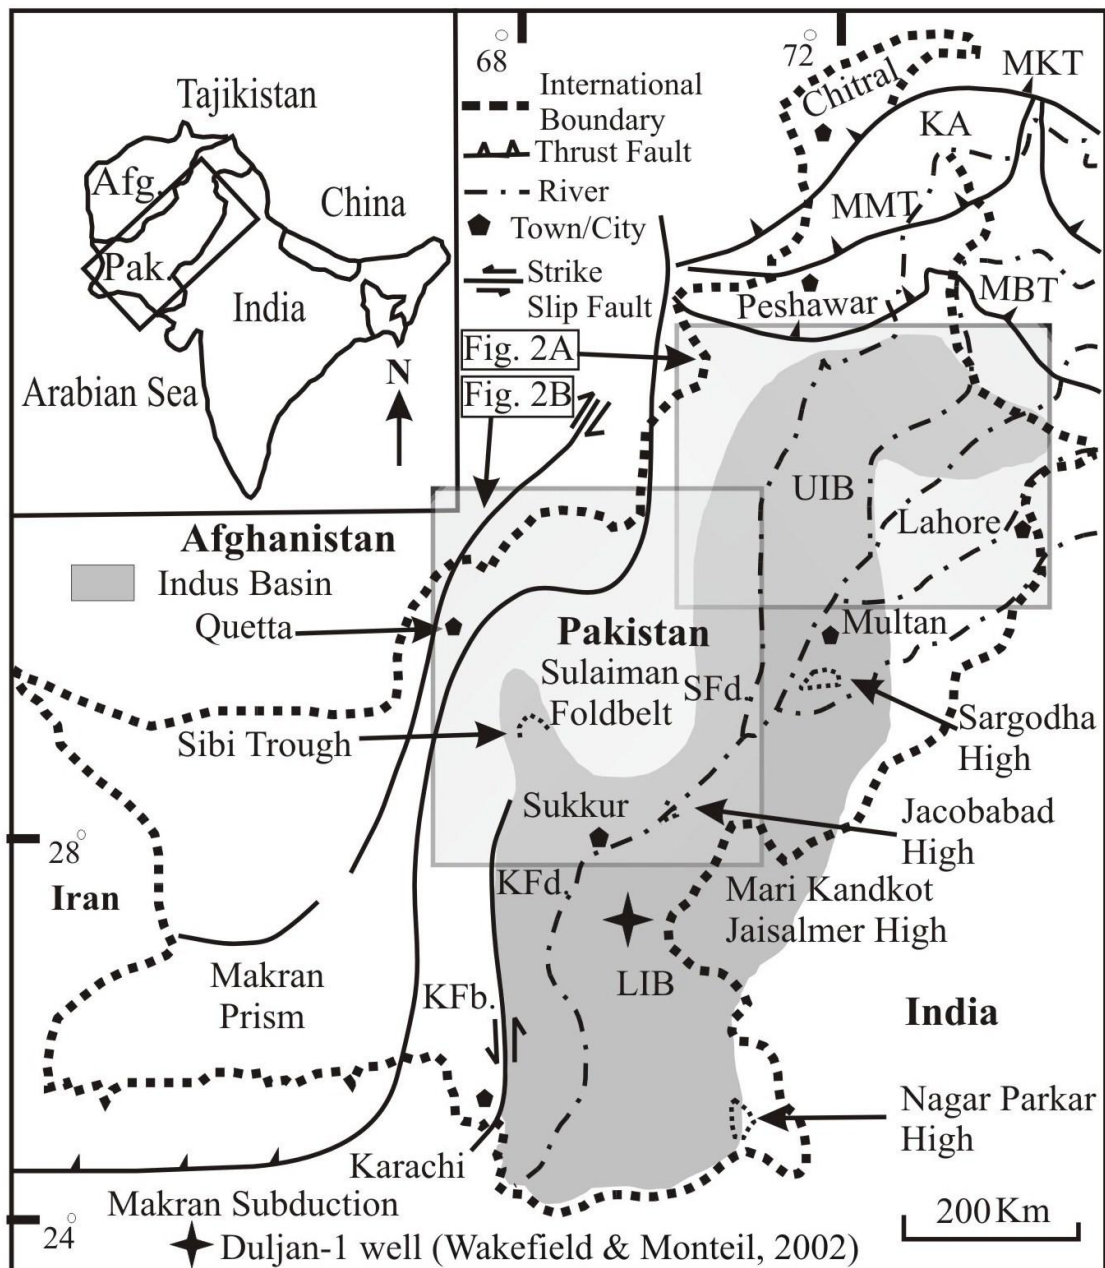 Tajikistan
Afg.
China
Pak.
India
Arabian Sea
N
68°
72°
International
Boundary
Thrust Fault
River
Town/City
Strike
Slip Fault
Fig. 2A
Fig. 2B
Chitral
MKT
KA
MMT
Peshawar
MBT
UIB
Lahore
Afghanistan
Indus Basin
Quetta
Pakistan
Multan
Sulaiman
Foldbelt
SFd.
Sibi Trough
Sargodha
High
Sukkur
Jacobabad
High
28°
Iran
KFd.
Mari Kandkot
Jaisalmer High
Makran
Prism
KFb.
LIB
India
Nagar Parkar
High
Karachi
Makran Subduction
200 Km
24°
Duljan-1 well (Wakefield & Monteil, 2002)